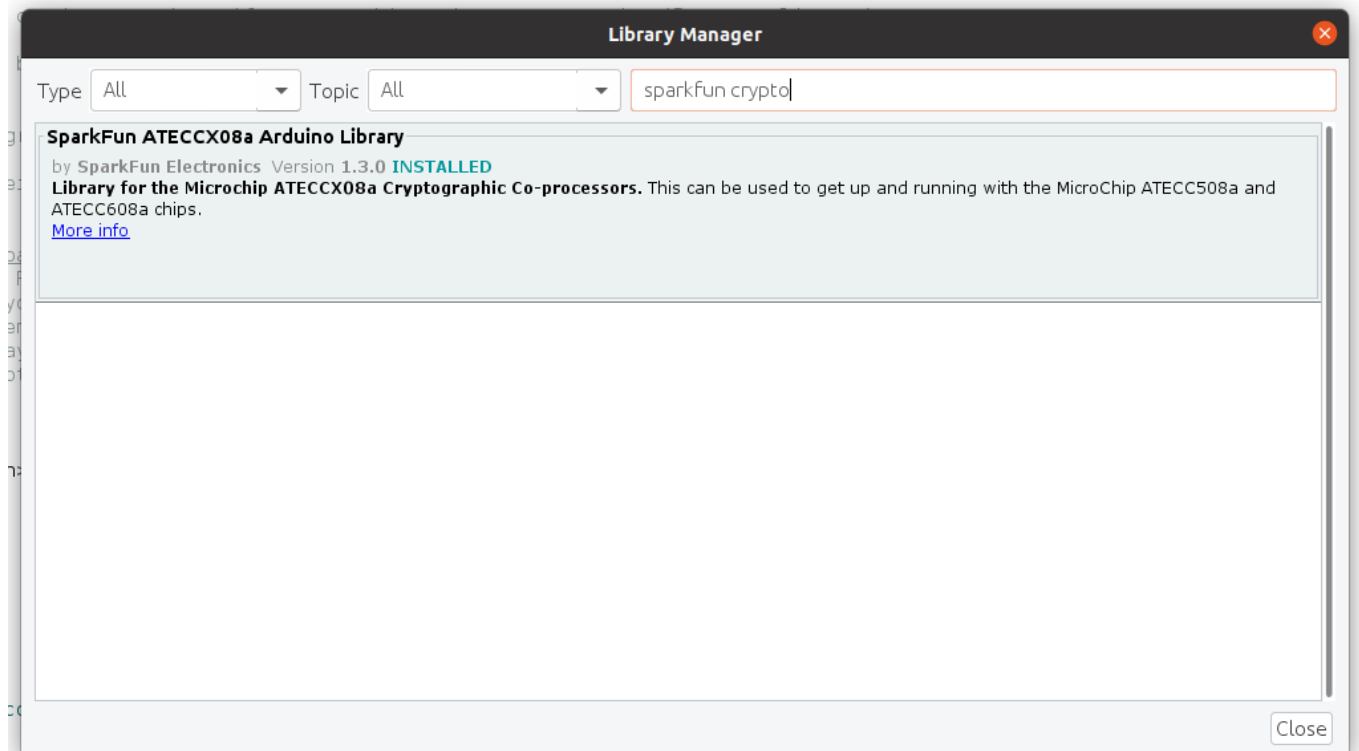 Library Manager
Type All Topic All sparkfun crypto
SparkFun ATECCX08a Arduino Library
by SparkFun Electronics Version 1.3.0 INSTALLED
Library for the Microchip ATECCX08a Cryptographic Co-processors. This can be used to get up and running with the MicroChip ATECC508a and
ATECC608a chips.
More info
Close